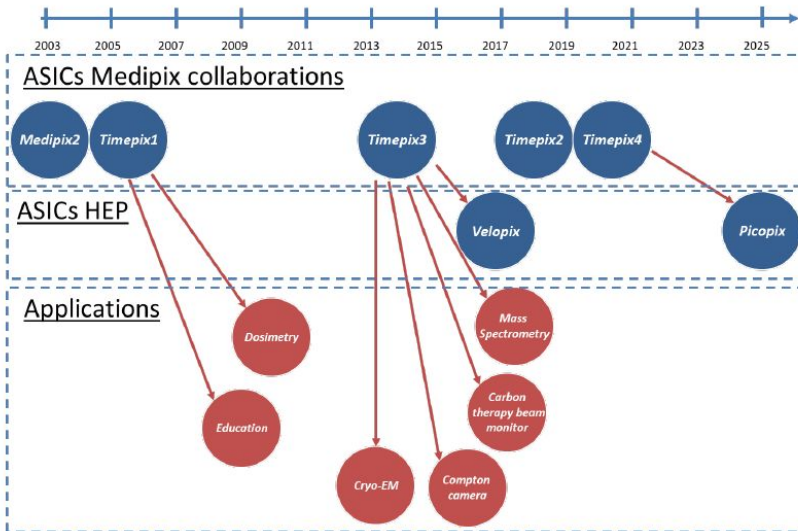 2003 2005 2007 2009 2011 2013 2015 2017 2019 2021 2023 2025
ASICs Medipix collaborations
Medipix2 Timepix1 Timepix3 Timepix2 Timepix4
ASICs HEP
Velopix Picopix
Applications
Mass
Spectrometry
Dosimetry
Carbon
therapy beam
monitor
Education
Cryo-EM
Compton
camera